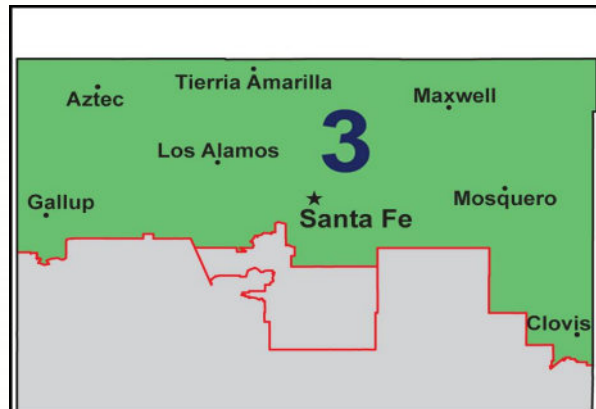 Tierria Amarilla
Aztec
Maxwell
3
Los Alamos
Gallup
Santa Fe
Mosquero
Clovis